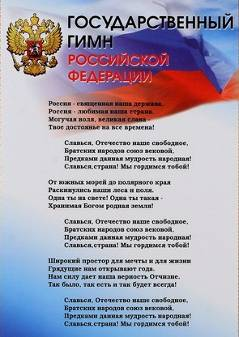 ГОСУДАРСТВЕННЫЙ
ГИМН
РОССИЙСКОЙ
ФЕДЕРАЦИИ
Россия - священная наша держава,
Россия - любимая наша страна.
Могучая воля, великая слава -
Твое достоянье на все времена!
Славься, Отечество наше свободное,
Братских народов союз вековой,
Предками данная мудрость народная!
Славься,страна! Мы гордимся тобой!
От южных морей до полярного края
Раскинулись наши леса и поля.
Одна ты на свете! Одна ты такая -
Хранимая Богом родная земля!
Славься, Отечество наше свободное,
Братских народов союз вековой,
Предками данная мудрость народная!
Славься,страна! Мы гордимся тобой!
Широкий простор для мечты и для жизни
Грядущие нам открывают года.
Нам силу дает наша верность Отчизне.
Так было, так есть и так будет всегда!
Славься, Отечество наше свободное,
Братских народов союз вековой,
Предками данная мудрость народная!
Славься,страна! Мы гордимся тобой!